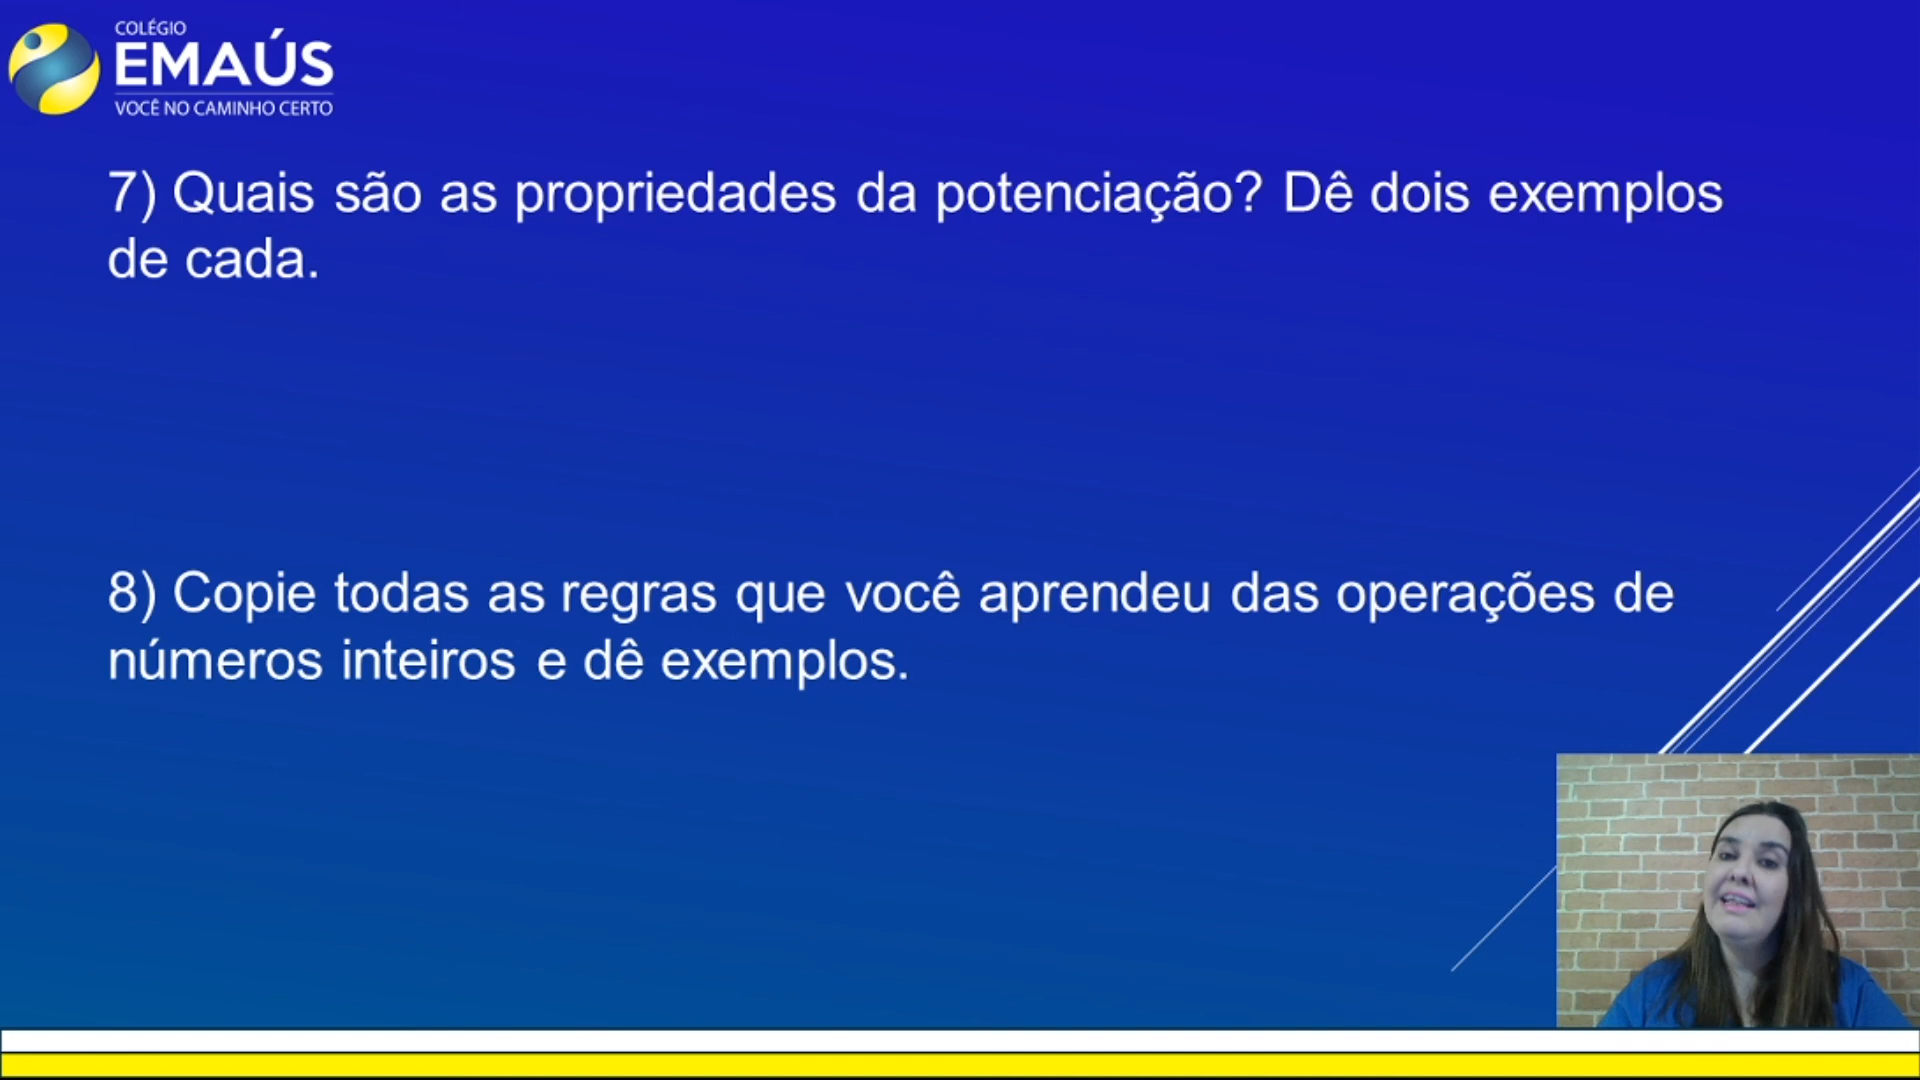 COLÉGIO
EMAÚS
VOCÊ NO CAMINHO CERTO
7) Quais são as propriedades da potenciação? Dê dois exemplos
de cada.
8) Copie todas as regras que você aprendeu das operações de
números inteiros e dê exemplos.